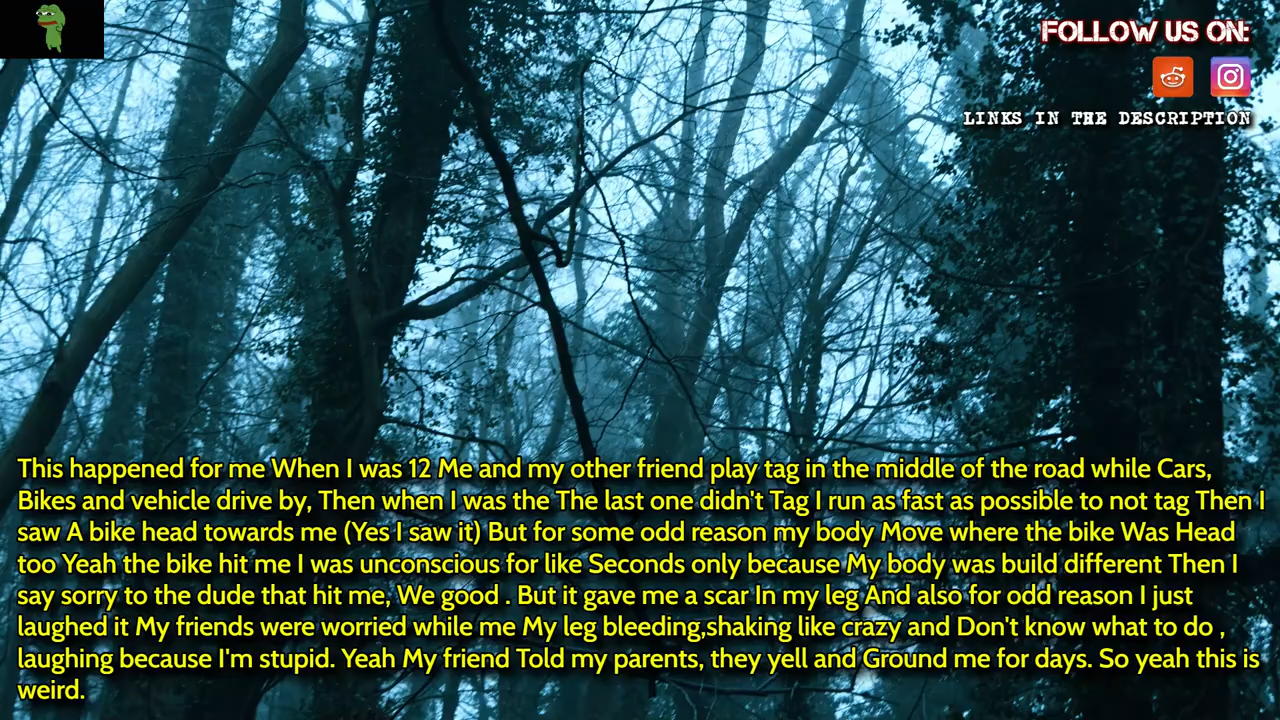 FOLLOW US ON:
LINKS IN THE DESCRIPTION
This happened for me When I was 12 Me and my other friend play tag in the middle of the road while Cars,
Bikes and vehicle drive by, Then when I was the The last one didn't Tag I run as fast as possible to not tag Then I
saw A bike head towards me (Yes I saw it) But for some odd reason my body Move where the bike Was Head
too Yeah the bike hit me I was unconscious for like Seconds only because My body was build different Then I
say sorry to the dude that hit me, We good . But it gave me a scar In my leg And also for odd reason I just
laughed it My friends were worried while me My leg bleeding,shaking like crazy and Don't know what to do ,
laughing because I'm stupid. Yeah My friend Told my parents, they yell and Ground me for days. So yeah this is
weird.